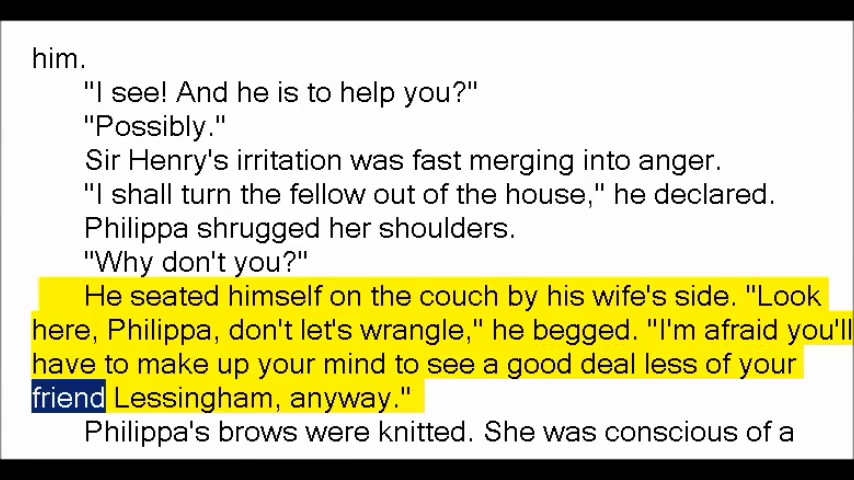 him.
"I see! And he is to help you?"
"Possibly."
Sir Henry's irritation was fast merging into anger.
"I shall turn the fellow out of the house," he declared.
Philippa shrugged her shoulders.
"Why don't you?"
He seated himself on the couch by his wife's side. "Look
here, Philippa, don't let's wrangle," he begged. "I'm afraid you'll
have to make up your mind to see a good deal less of your
friend Lessingham, anyway."
Philippa's brows were knitted. She was conscious of a